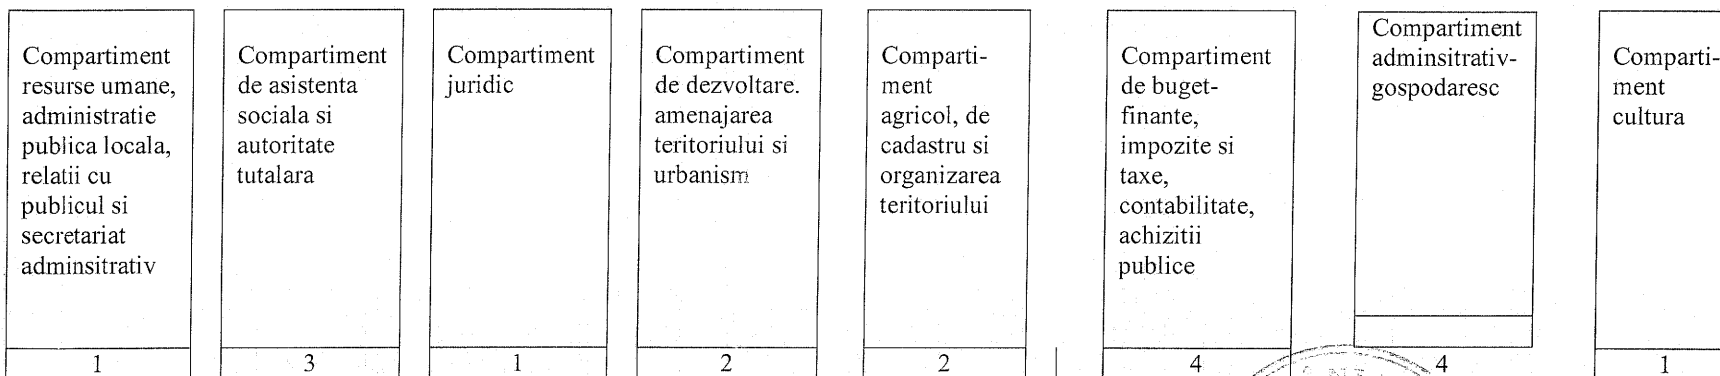 Compartiment
resurse umane,
administratie
publica locala,
relatii cu
publicul si
secretariat
adminsitrativ
1
Compartiment
de asistenta
sociala si
autoritate
tutalara
3
Compartiment
juridic
1
Compartiment
de dezvoltare.
amenajarea
teritoriului si
urbanism
2
Comparti-
ment
agricol, de
cadastru si
organizarea
teritoriului
2
Compartiment
de buget-
finante,
impozite si
taxe,
contabilitate,
achizitii
publice
4
Compartiment
adminsitrativ-
gospodaresc
4
Comparti-
ment
cultura
1